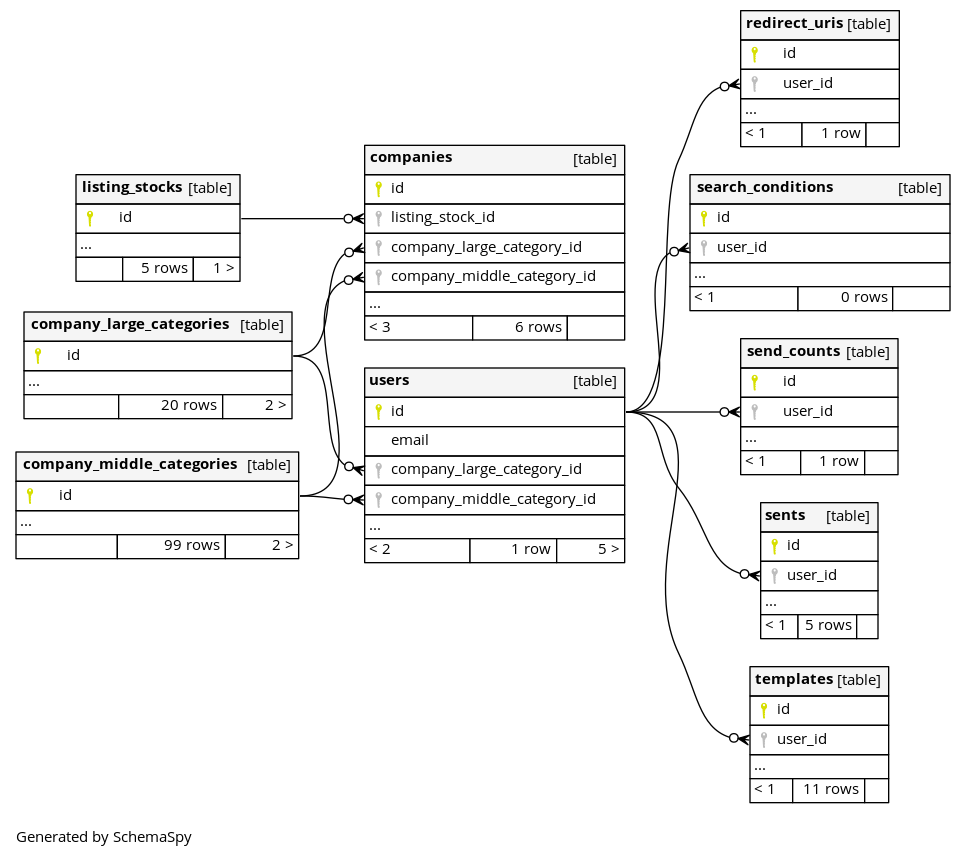 redirect_uris [table]
id
user_id
...
< 1 1 row
listing_stocks [table]
id
...
5 rows 1 >
companies [table]
id
listing_stock_id
company_large_category_id
company_middle_category_id
...
< 3 6 rows
search_conditions [table]
id
user_id
...
< 1 0 rows
company_large_categories [table]
id
...
20 rows 2 >
users [table]
id
email
company_large_category_id
company_middle_category_id
...
< 2 1 row 5 >
send_counts [table]
id
user_id
...
< 1 1 row
company_middle_categories [table]
id
...
99 rows 2 >
sents [table]
id
user_id
...
< 1 5 rows
templates [table]
id
user_id
...
< 1 11 rows
Generated by SchemaSpy